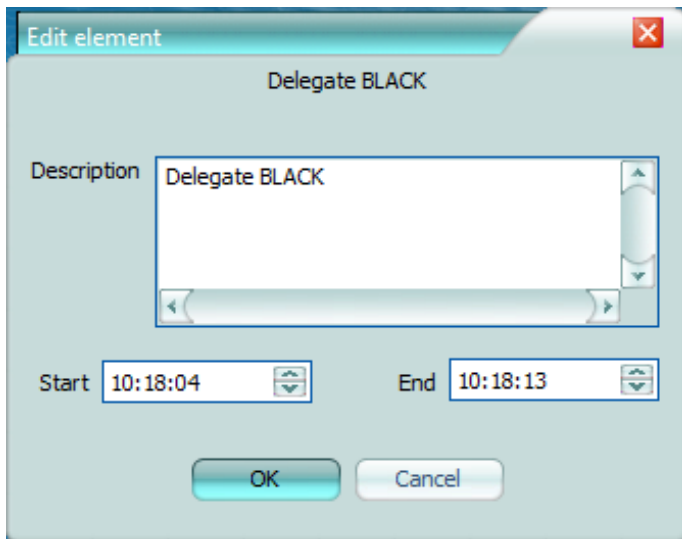 Edit element
Delegate BLACK
Description
Delegate BLACK
Start 10:18:04 End 10:18:13
OK Cancel